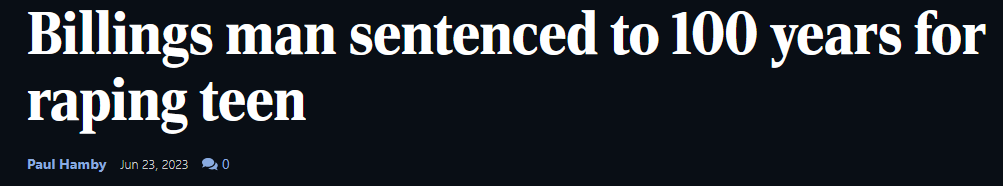 Billings man sentenced to 100 years for
raping teen
Paul Hamby Jun 23, 2023 0